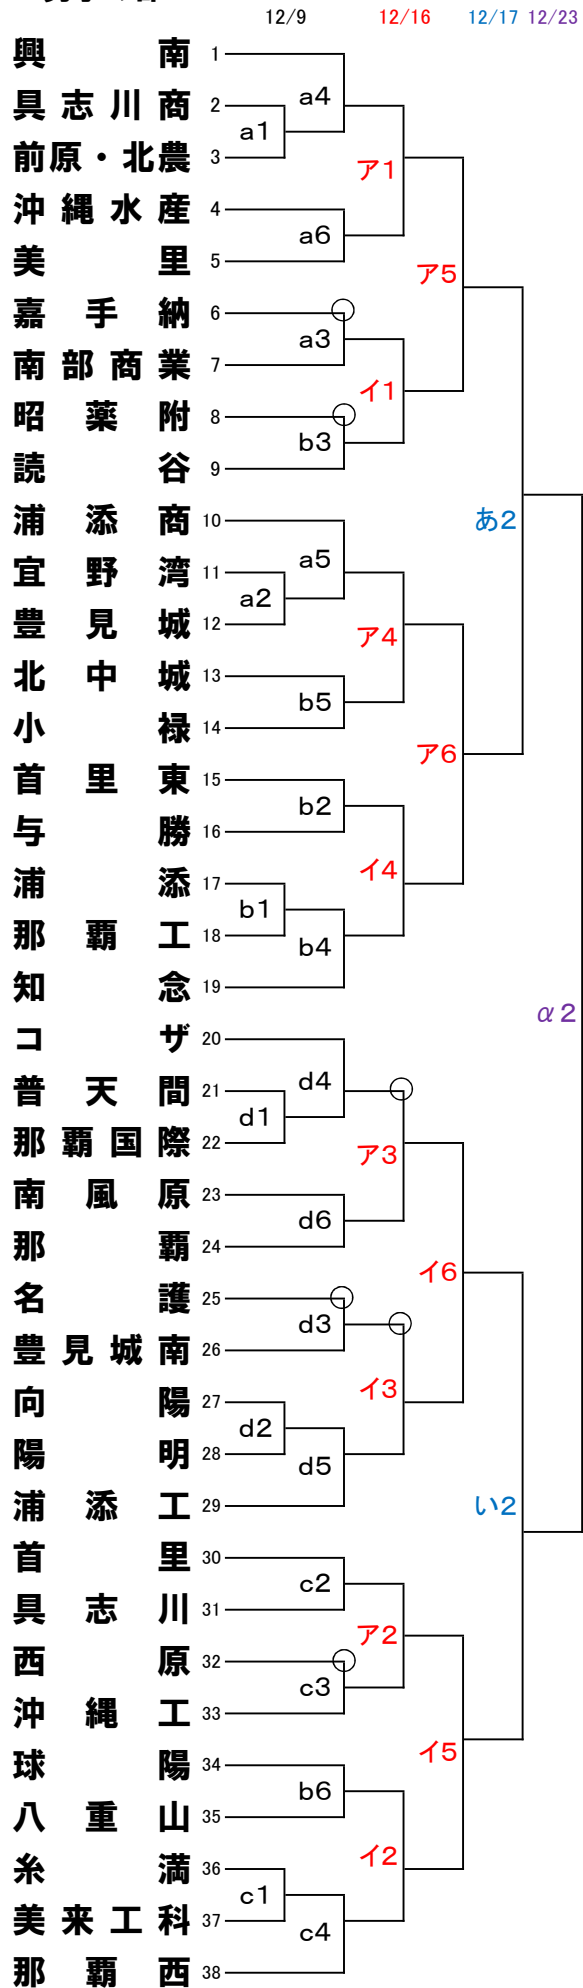 12/9 12/16 12/17 12/23
興南 1
具志川商 2
a4
a1
前原・北農 3
ア1
沖縄水産 4
a6
美里 5
ア5
嘉手納 6
a3
南部商業 7
イ1
昭薬附 8
b3
読谷 9
浦添商 10
あ2
a5
宜野湾 11
a2
豊見城 12
ア4
北中城 13
b5
小禄 14
ア6
首里東 15
b2
与勝 16
イ4
浦添 17
b1
那覇工 18
b4
知念 19
α2
コザ 20
d4
普天間 21
d1
那覇国際 22
ア3
南風原 23
d6
那覇 24
イ6
名護 25
d3
豊見城南 26
イ3
向陽 27
d2
陽明 28
d5
浦添工 29
い2
首里 30
c2
具志川 31
ア2
西原 32
c3
沖縄工 33
イ5
球陽 34
b6
八重山 35
イ2
糸満 36
c1
美来工科 37
c4
那覇西 38